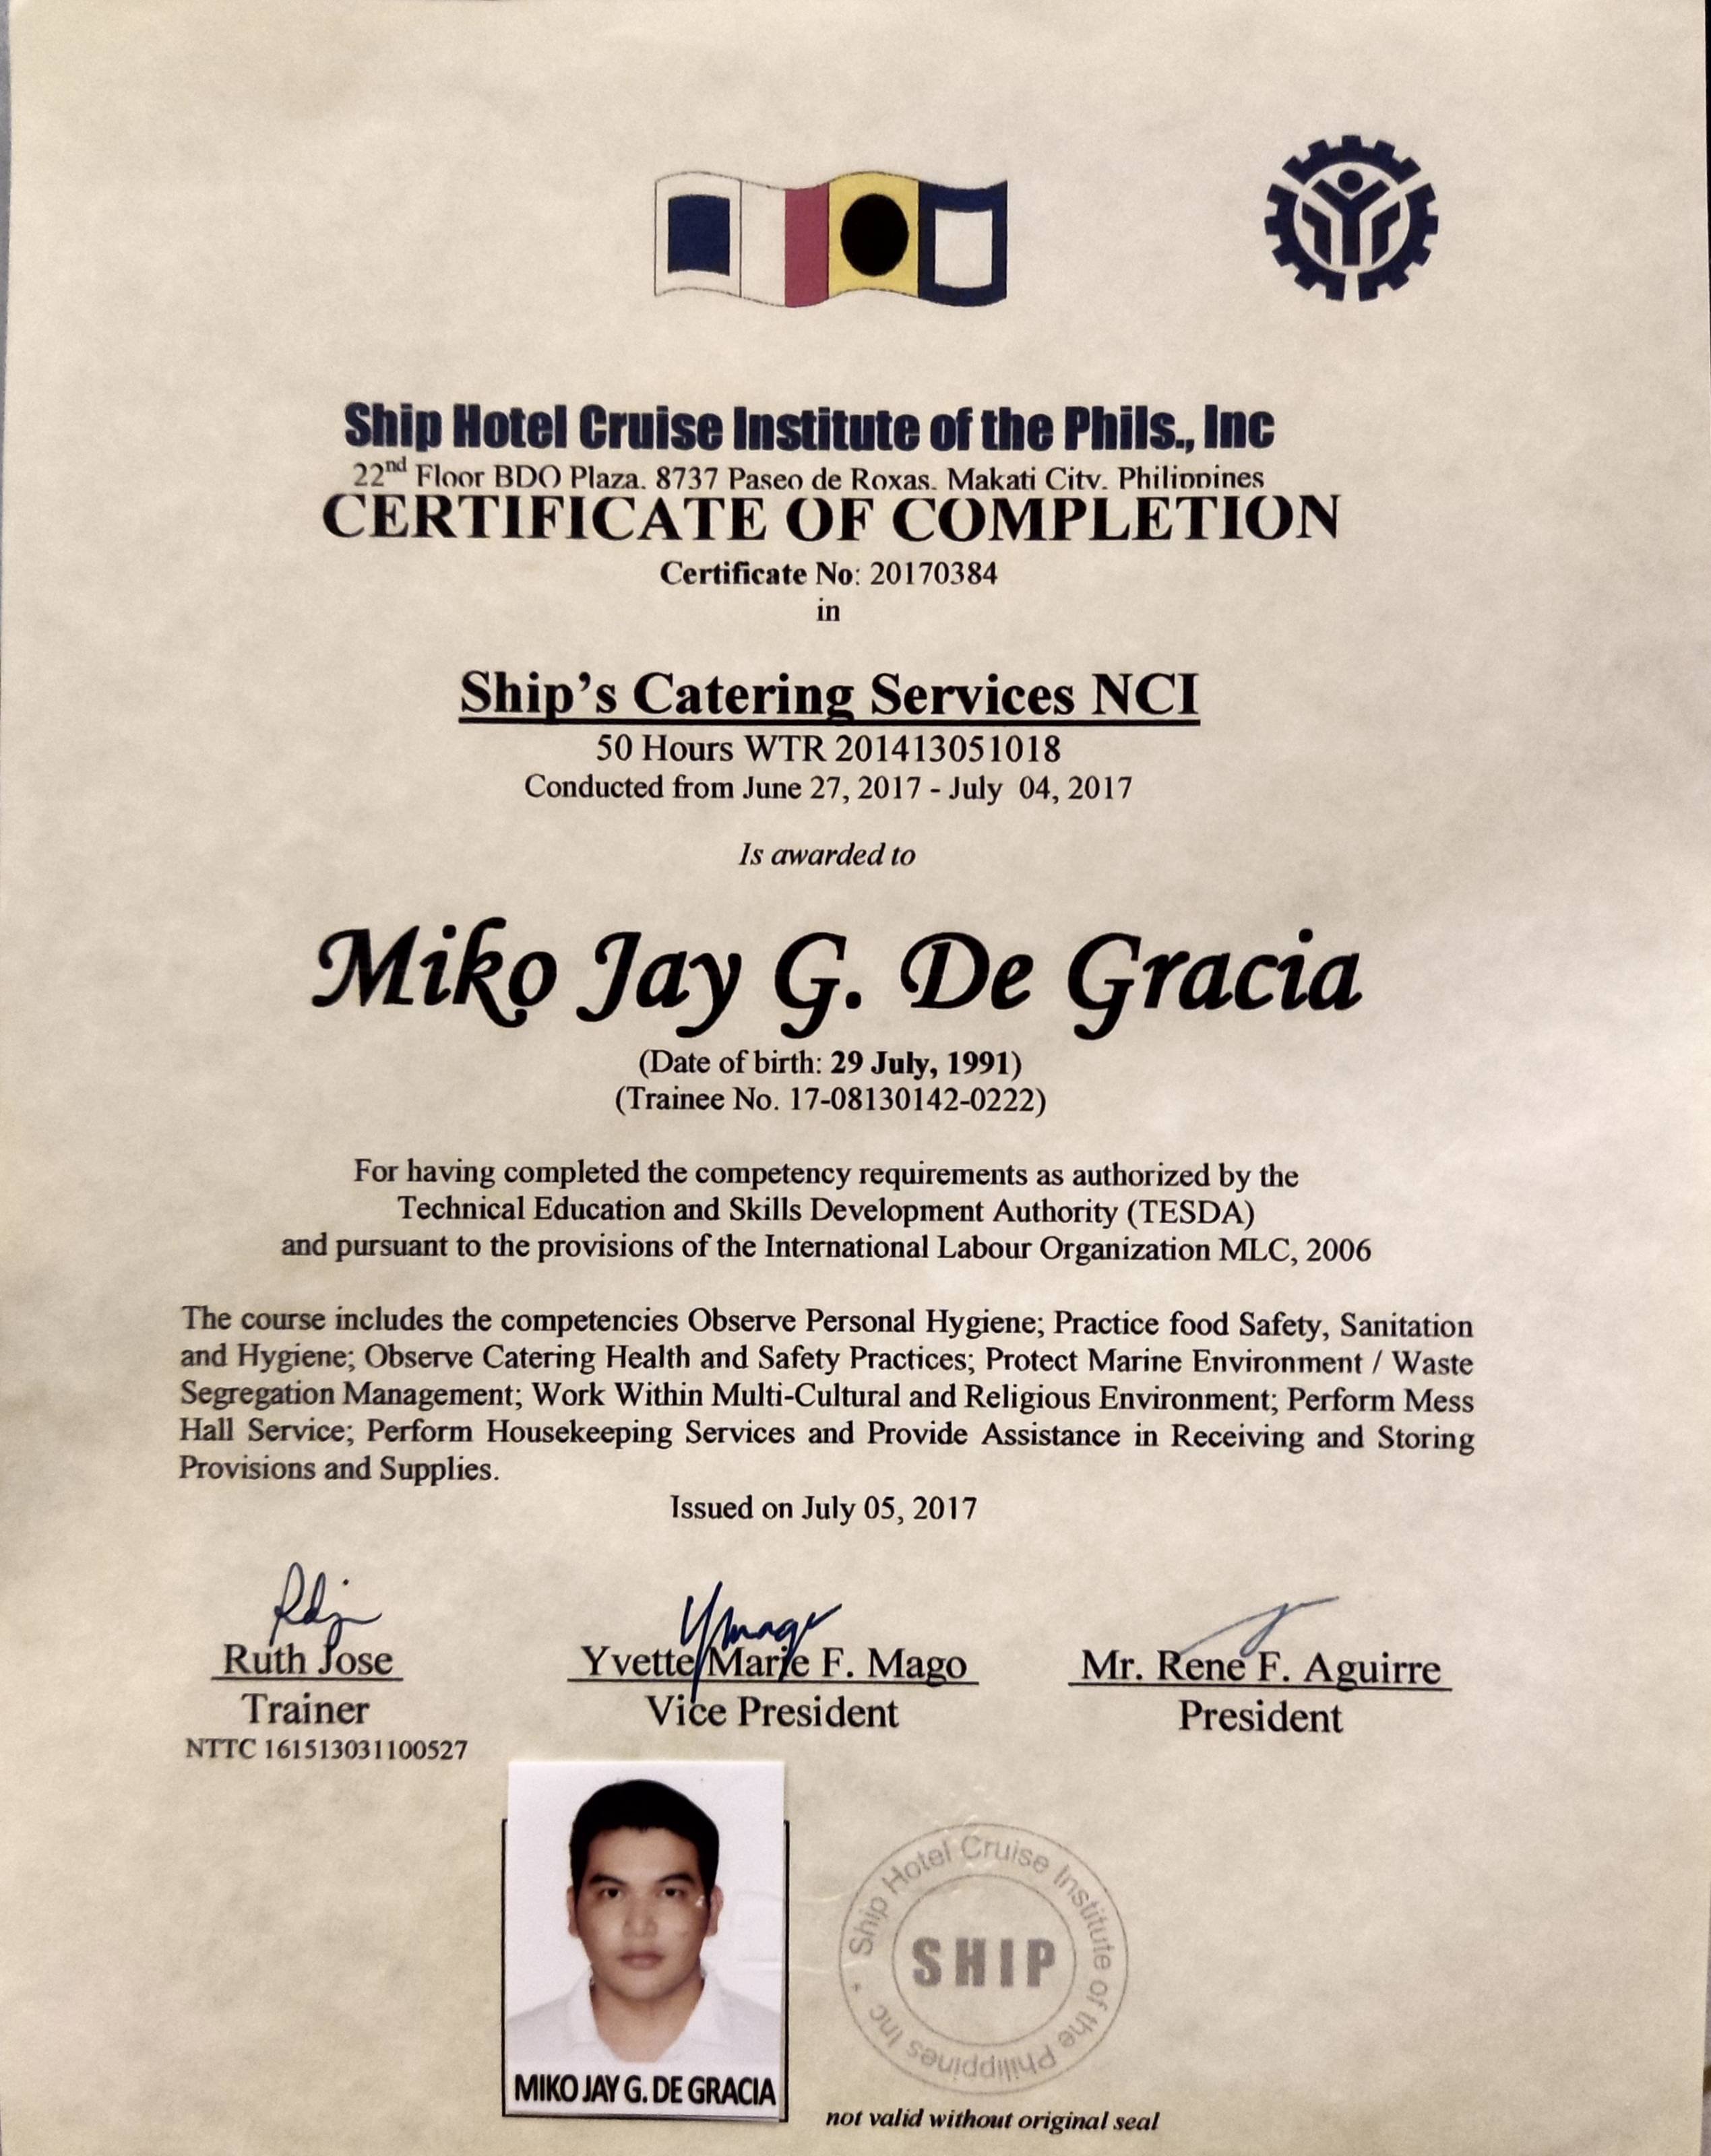 Ship Hotel Cruise Institute of the Phils., Inc
22nd Floor BDO Plaza. 8737 Paseo de Roxas. Makati City. Philippines
CERTIFICATE OF COMPLETION
Certificate No: 20170384
in
Ship's Catering Services NCI
50 Hours WTR 201413051018
Conducted from June 27, 2017 - July 04, 2017
Is awarded to
Miko Jay G. De Gracia
(Date of birth: 29 July, 1991)
(Trainee No. 17-08130142-0222)
For having completed the competency requirements as authorized by the
Technical Education and Skills Development Authority (TESDA)
and pursuant to the provisions of the International Labour Organization MLC, 2006
The course includes the competencies Observe Personal Hygiene; Practice food Safety, Sanitation
and Hygiene; Observe Catering Health and Safety Practices; Protect Marine Environment / Waste
Segregation Management; Work Within Multi-Cultural and Religious Environment; Perform Mess
Hall Service; Perform Housekeeping Services and Provide Assistance in Receiving and Storing
Provisions and Supplies.
Issued on July 05, 2017
Ruth Jose
Trainer
NTTC 161513031100527
Yvette Marie F. Mago
Vice President
Mr. Rene F. Aguirre
President
MIKO JAY G. DE GRACIA
Ship Hotel Cruise Institute of the Philippines Inc
SHIP
not valid without original seal